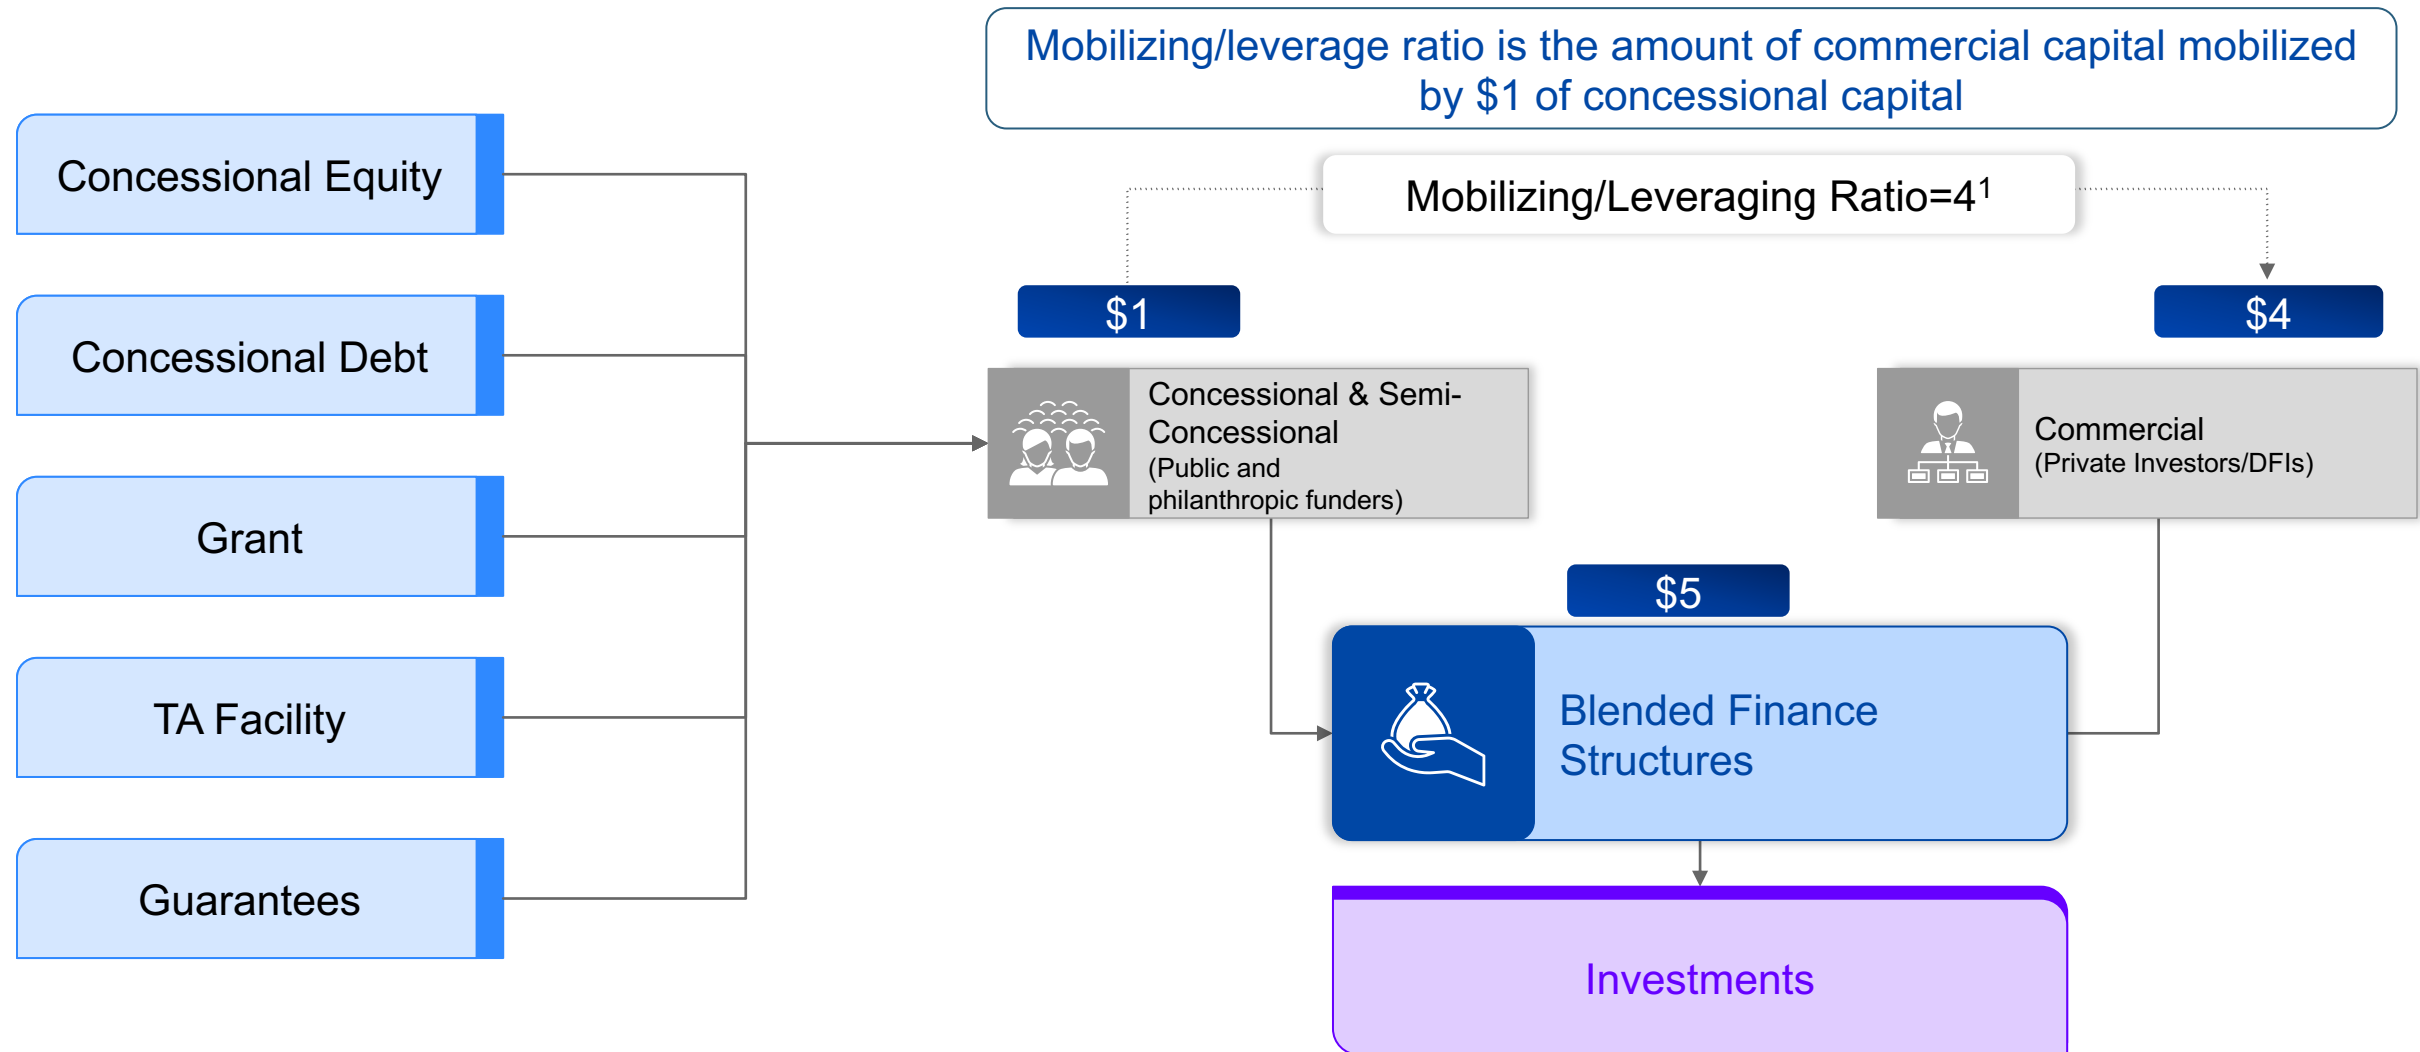 Mobilizing/leverage ratio is the amount of commercial capital mobilized
by $1 of concessional capital
Mobilizing/Leveraging Ratio=4¹
Concessional Equity
Concessional Debt
Grant
TA Facility
Guarantees
$1
$4
Concessional & Semi-
Concessional
(Public and
philanthropic funders)
Commercial
(Private Investors/DFIs)
$5
Blended Finance
Structures
Investments